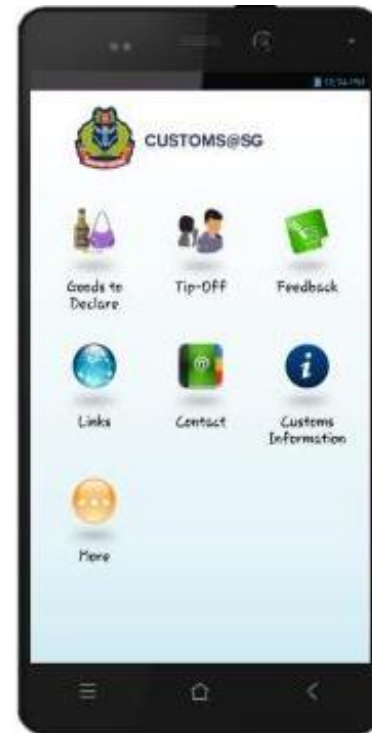 CUSTOMS@SG
Goods to
Declare
Tip-Off
Feedback
Links
Contact
Customs
Information
More